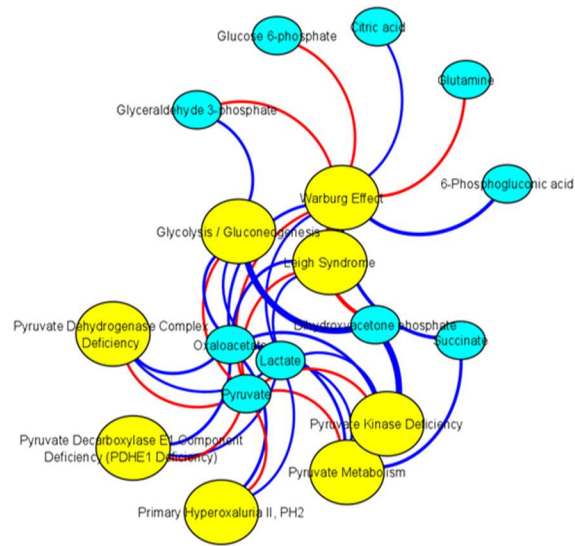 Citric acid
Glucose 6-phosphate
Glutamine
Glyceraldehyde 3-phosphate
6-Phosphogluconic acid
Warburg Effect
Glycolysis / Gluconeogenesis
Leigh Syndrome
Pyruvate Dehydrogenase Complex
Deficiency
Dihydroxyacetone phosphate
Oxaloacetate
Succinate
Lactate
Pyruvate
Pyruvate Kinase Deficiency
Pyruvate Decarboxylase E1 Component
Deficiency (PDHE1 Deficiency)
Pyruvate Metabolism
Primary Hyperoxaluria II, PH2